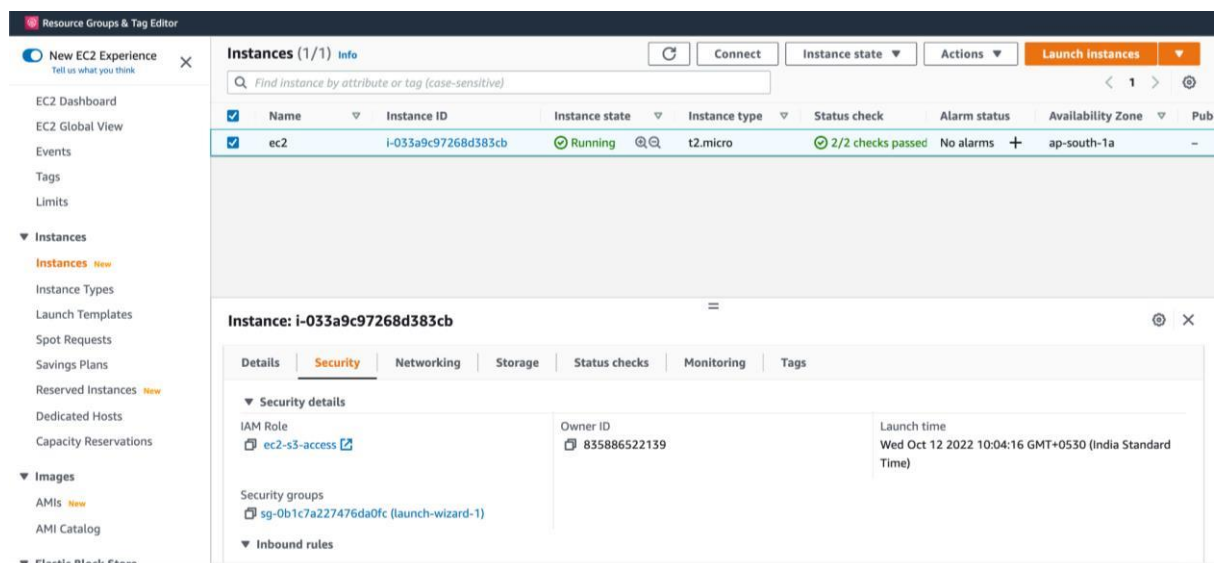 Resource Groups & Tag Editor
New EC2 Experience
Tell us what you think
EC2 Dashboard
EC2 Global View
Events
Tags
Limits
Instances
Instances New
Instance Types
Launch Templates
Spot Requests
Savings Plans
Reserved Instances New
Dedicated Hosts
Capacity Reservations
Images
AMIs New
AMI Catalog
Elastic Block Store
Instances (1/1) Info
Connect
Instance state
Actions
Launch instances
Find instance by attribute or tag (case-sensitive)
1
Name Instance ID Instance state Instance type Status check Alarm status Availability Zone Pub
ec2 i-033a9c97268d383cb Running t2.micro 2/2 checks passed No alarms + ap-south-1a –
Instance: i-033a9c97268d383cb
Details Security Networking Storage Status checks Monitoring Tags
Security details
IAM Role
ec2-s3-access
Owner ID
835886522139
Launch time
Wed Oct 12 2022 10:04:16 GMT+0530 (India Standard
Time)
Security groups
sg-0b1c7a227476da0fc (launch-wizard-1)
Inbound rules